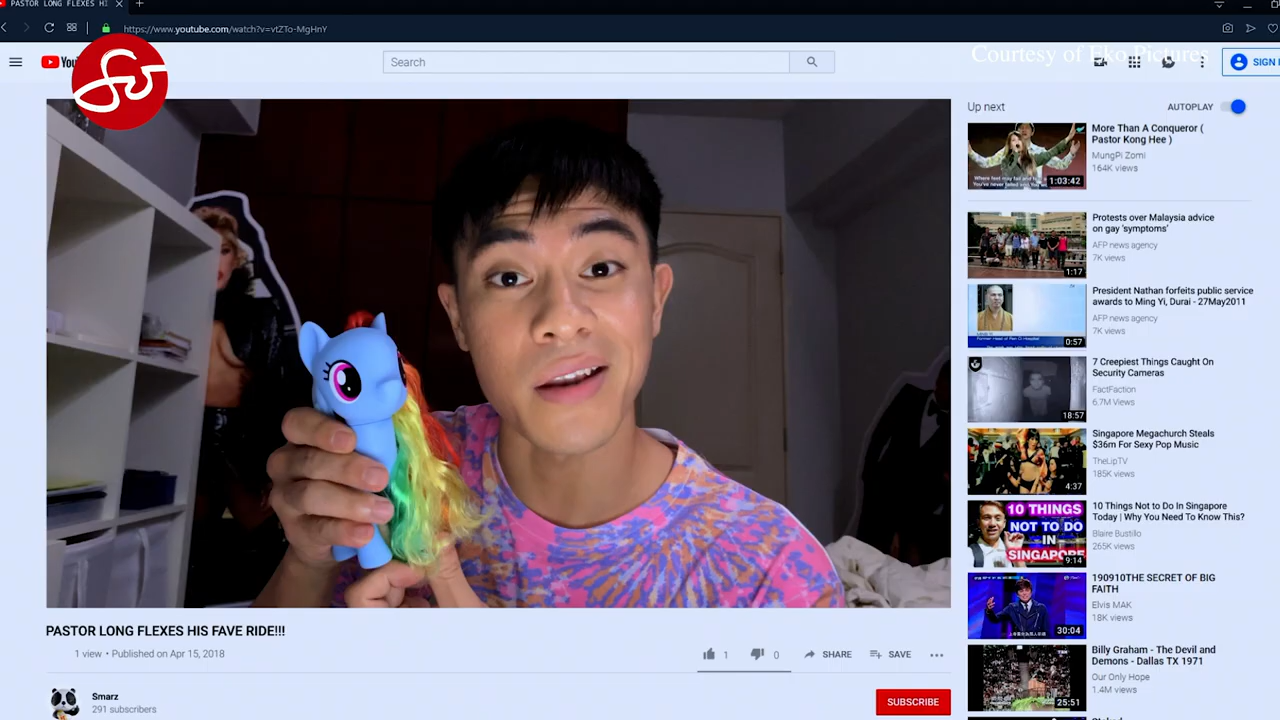 PASTOR LONG FLEXES HI
https://www.youtube.com/watch?v=vtZTo-MgHnY
Courtesy of Eko Pictures
Search
SIGN
Up next
AUTOPLAY
More Than A Conqueror (
Pastor Kong Hee )
MungPi Zomi
164K views
1:03:42
Protests over Malaysia advice
on gay 'symptoms'
AFP news agency
7K views
1:17
President Nathan forfeits public service
awards to Ming Yi, Durai - 27May2011
AFP news agency
7K views
0:57
7 Creepiest Things Caught On
Security Cameras
FactFaction
6.7M Views
18:57
Singapore Megachurch Steals
$36m For Sexy Pop Music
TheLipTV
185K views
4:37
10 THINGS
NOT TO DO
IN
SINGAPORE
9:14
10 Things Not to Do In Singapore
Today | Why You Need To Know This?
Blaire Bustillo
265K views
190910THE SECRET OF BIG
FAITH
Elvis MAK
18K views
30:04
Billy Graham - The Devil and
Demons - Dallas TX 1971
Our Only Hope
1.4M views
25:51
PASTOR LONG FLEXES HIS FAVE RIDE!!!
1 view • Published on Apr 15, 2018
1
0
SHARE
SAVE
Smarz
291 subscribers
SUBSCRIBE